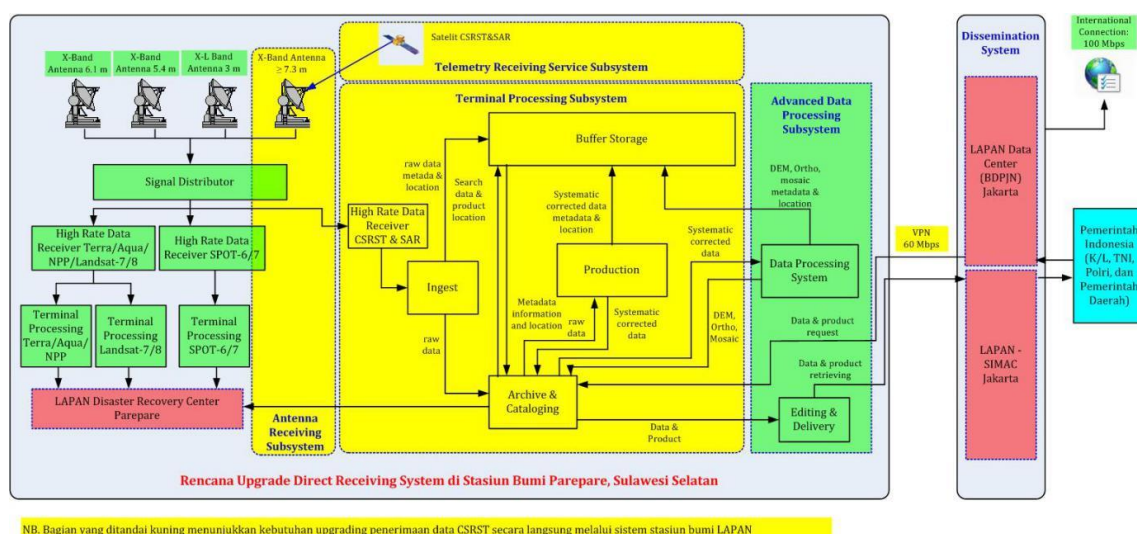 X-Band
Antenna 6.1 m
X-Band
Antenna 5.4 m
X-L Band
Antenna 3 m
X-Band Antenna
≥ 7.3 m
Satelit CSRST&SAR
Telemetry Receiving Service Subsystem
Signal Distributor
High Rate Data
Receiver Terra/Aqua/
NPP/Landsat-7/8
High Rate Data
Receiver SPOT-6/7
Terminal
Processing
Terra/Aqua/
NPP
Terminal
Processing
Landsat-7/8
Terminal
Processing
SPOT-6/7
LAPAN Disaster Recovery Center
Parepare
Antenna
Receiving
Subsystem
Terminal Processing Subsystem
Buffer Storage
raw data
metada &
location
Search
data &
product
location
Systematic
corrected data
metadata &
location
High Rate Data
Receiver
CSRST & SAR
Ingest
Production
raw
data
Metadata
information
and location
raw
data
Systematic
corrected
data
Archive &
Cataloging
Data &
Product
Systematic
corrected
data
DEM,
Ortho,
Mosaic
Advanced Data
Processing
Subsystem
DEM, Ortho,
mosaic
metadata &
location
Data Processing
System
Data & product
request
Data & product
retrieving
Editing &
Delivery
VPN
60 Mbps
Dissemination
System
LAPAN Data
Center
(BDPJN)
Jakarta
LAPAN -
SIMAC
Jakarta
International
Connection:
100 Mbps
Pemerintah
Indonesia
(K/L, TNI,
Polri, dan
Pemerintah
Daerah)
Rencana Upgrade Direct Receiving System di Stasiun Bumi Parepare, Sulawesi Selatan
NB. Bagian yang ditandai kuning menunjukkan kebutuhan upgrading penerimaan data CSRST secara langsung melalui sistem stasiun bumi LAPAN